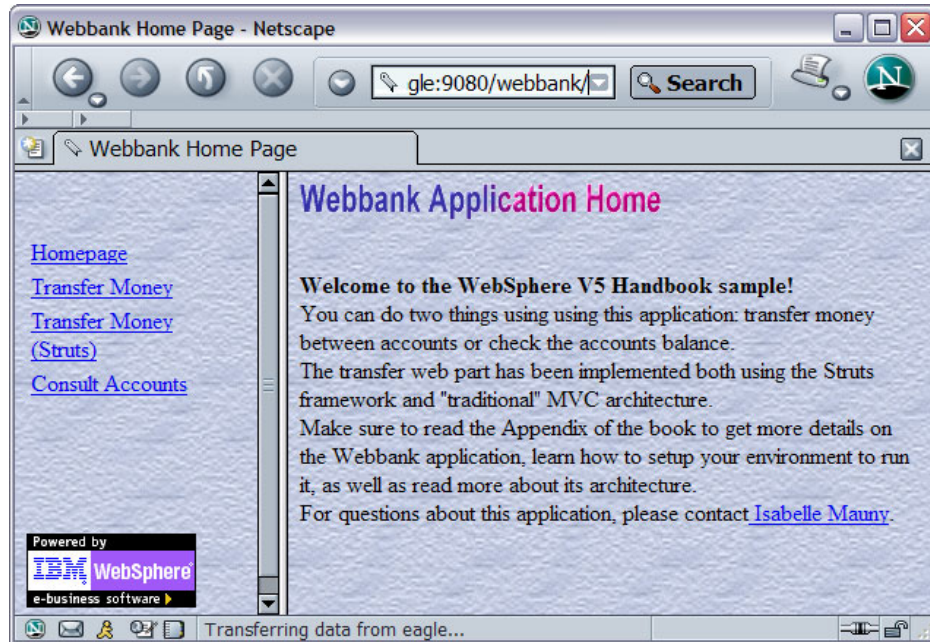 Webbank Home Page - Netscape
gle:9080/webbank/
Search
N
Webbank Home Page
Homepage
Transfer Money
Transfer Money
(Struts)
Consult Accounts
Powered by
IBM WebSphere
e-business software
Webbank Application Home
Welcome to the WebSphere V5 Handbook sample!
You can do two things using using this application: transfer money
between accounts or check the accounts balance.
The transfer web part has been implemented both using the Struts
framework and "traditional" MVC architecture.
Make sure to read the Appendix of the book to get more details on
the Webbank application, learn how to setup your environment to run
it, as well as read more about its architecture.
For questions about this application, please contact Isabelle Mauny.
Transferring data from eagle...